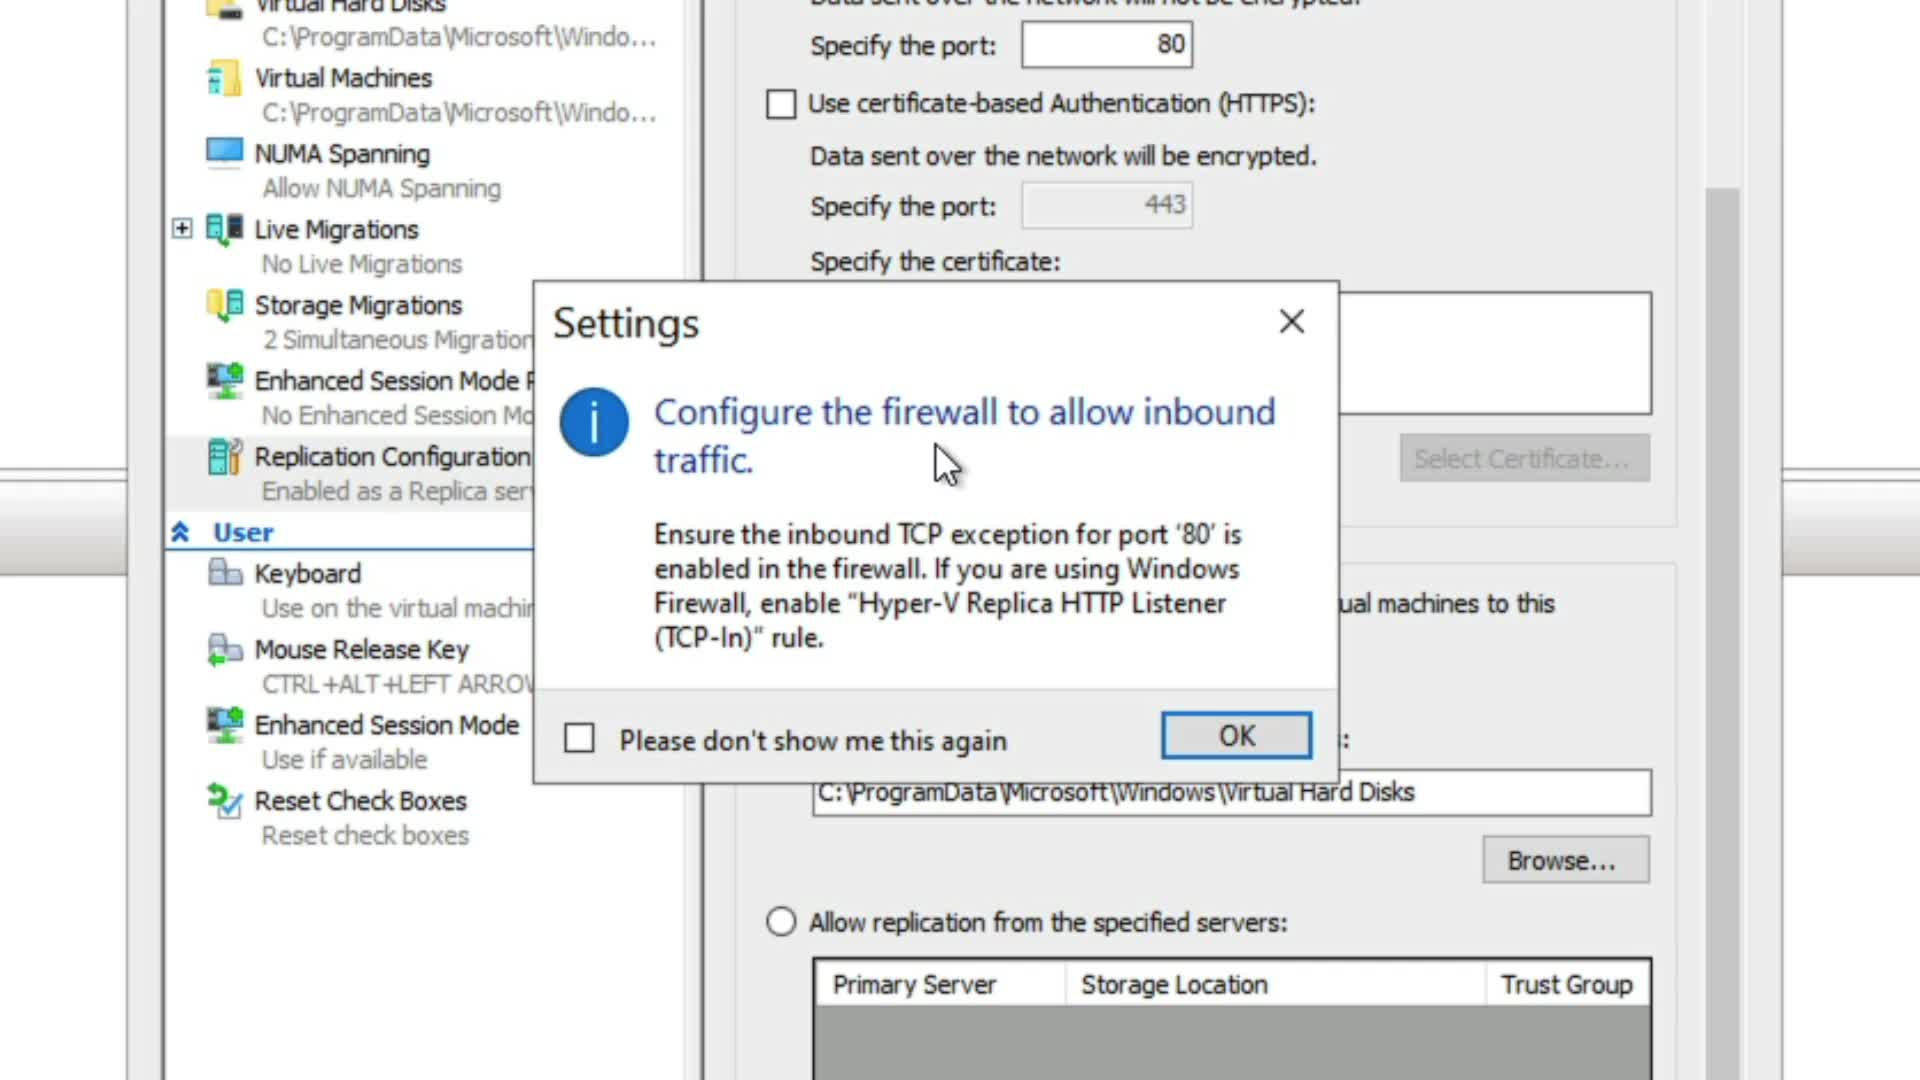 Virtual Hard Disks
C:\ProgramData\Microsoft\Windo...
Virtual Machines
C:\ProgramData\Microsoft\Windo...
NUMA Spanning
Allow NUMA Spanning
Live Migrations
No Live Migrations
Storage Migrations
2 Simultaneous Migration
Enhanced Session Mode P
No Enhanced Session Mo
Replication Configuration
Enabled as a Replica ser
User
Keyboard
Use on the virtual machin
Mouse Release Key
CTRL+ALT+LEFT ARROW
Enhanced Session Mode
Use if available
Reset Check Boxes
Reset check boxes
Data sent over the network will not be encrypted.
Specify the port: 80
Use certificate-based Authentication (HTTPS):
Data sent over the network will be encrypted.
Specify the port: 443
Specify the certificate:
Select Certificate...
Settings
Configure the firewall to allow inbound
traffic.
Ensure the inbound TCP exception for port '80' is
enabled in the firewall. If you are using Windows
Firewall, enable "Hyper-V Replica HTTP Listener
(TCP-In)" rule.
Please don't show me this again
OK
ual machines to this
:
C:\ProgramData\Microsoft\Windows\Virtual Hard Disks
Browse...
Allow replication from the specified servers:
Primary Server Storage Location Trust Group